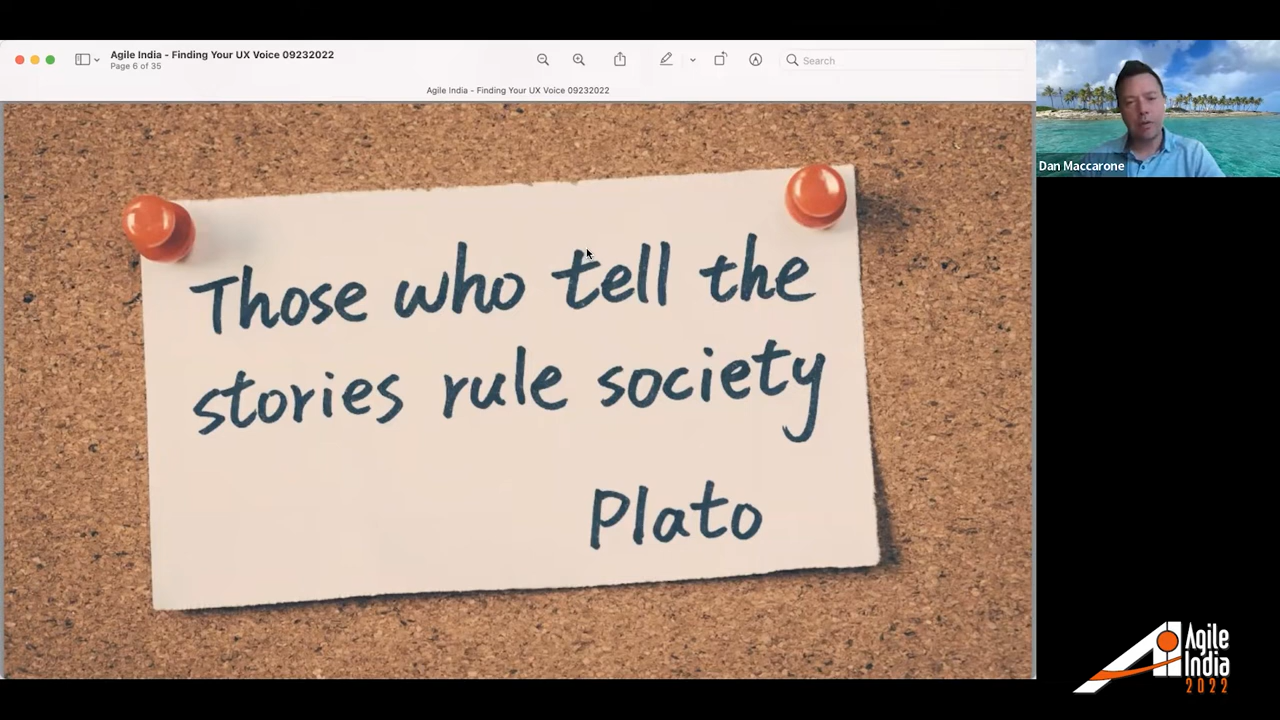 Agile India - Finding Your UX Voice 09232022
Page 6 of 35
Search
Agile India - Finding Your UX Voice 09232022
Dan Maccarone
Those who tell the
stories rule society
Plato
Agile
India
2022